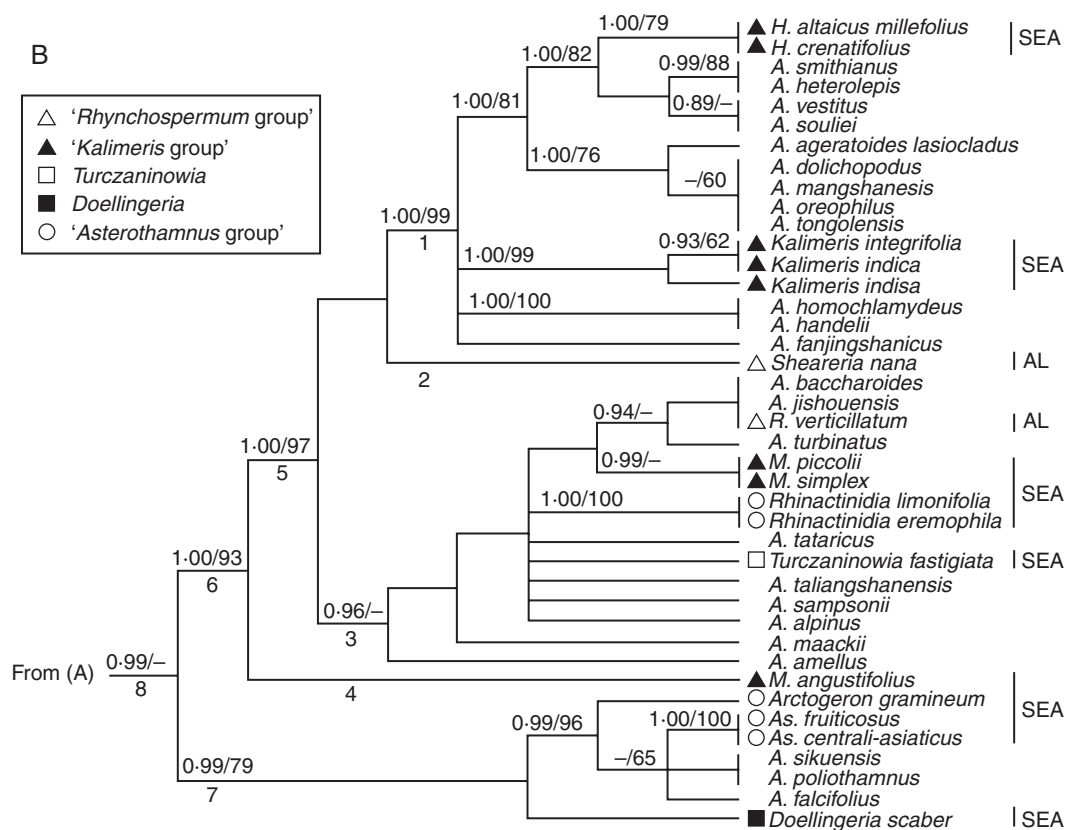 B
△ 'Rhynchospermum group'
▲ 'Kalimeris group'
□ Turczaninowia
■ Doellingeria
○ 'Asterothamnus group'
1·00/79
▲ H. altaicus millefolius
SEA
▲ H. crenatifolius
1·00/82
0·99/88
A. smithianus
A. heterolepis
1·00/81
0·89/–
A. vestitus
A. souliei
1·00/76
A. ageratoides lasiocladus
–/60
A. dolichopodus
A. mangshanesis
A. oreophilus
A. tongolensis
1·00/99
1
0·93/62
▲ Kalimeris integrifolia
1·00/99
▲ Kalimeris indica
SEA
▲ Kalimeris indisa
1·00/100
A. homochlamydeus
A. handelii
A. fanjingshanicus
2
△ Sheareria nana
AL
A. baccharoides
A. jishouensis
0·94/–
△ R. verticillatum
AL
A. turbinatus
1·00/97
5
0·99/–
▲ M. piccolii
▲ M. simplex
SEA
1·00/100
○ Rhinactinidia limonifolia
○ Rhinactinidia eremophila
A. tataricus
1·00/93
6
□ Turczaninowia fastigiata
SEA
A. taliangshanensis
A. sampsonii
0·96/–
3
A. alpinus
A. maackii
A. amellus
From (A)
0·99/–
8
4
▲ M. angustifolius
○ Arctogeron gramineum
SEA
0·99/96
1·00/100
○ As. fruiticosus
○ As. centrali-asiaticus
0·99/79
7
–/65
A. sikuensis
A. poliothamnus
A. falcifolius
■ Doellingeria scaber
SEA